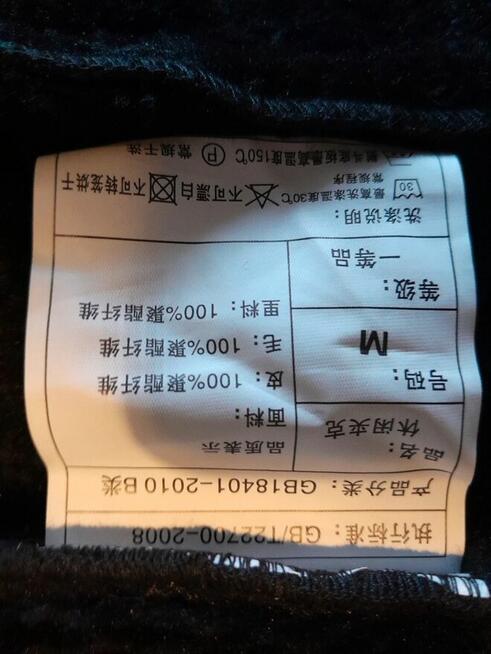 执行标准：GB/T22700-2008
产品分类：GB18401-2010 B类
品名：
休闲夹克
号码：
M
等级：
一等品
品质表示
面料：
皮：100%聚酯纤维
毛：100%聚酯纤维
里料：100%聚酯纤维
洗涤说明：
30 最高洗涤温度30℃
常规程序
不可漂白
不可转笼烘干
熨斗底板最高温度150℃
P 常规干洗